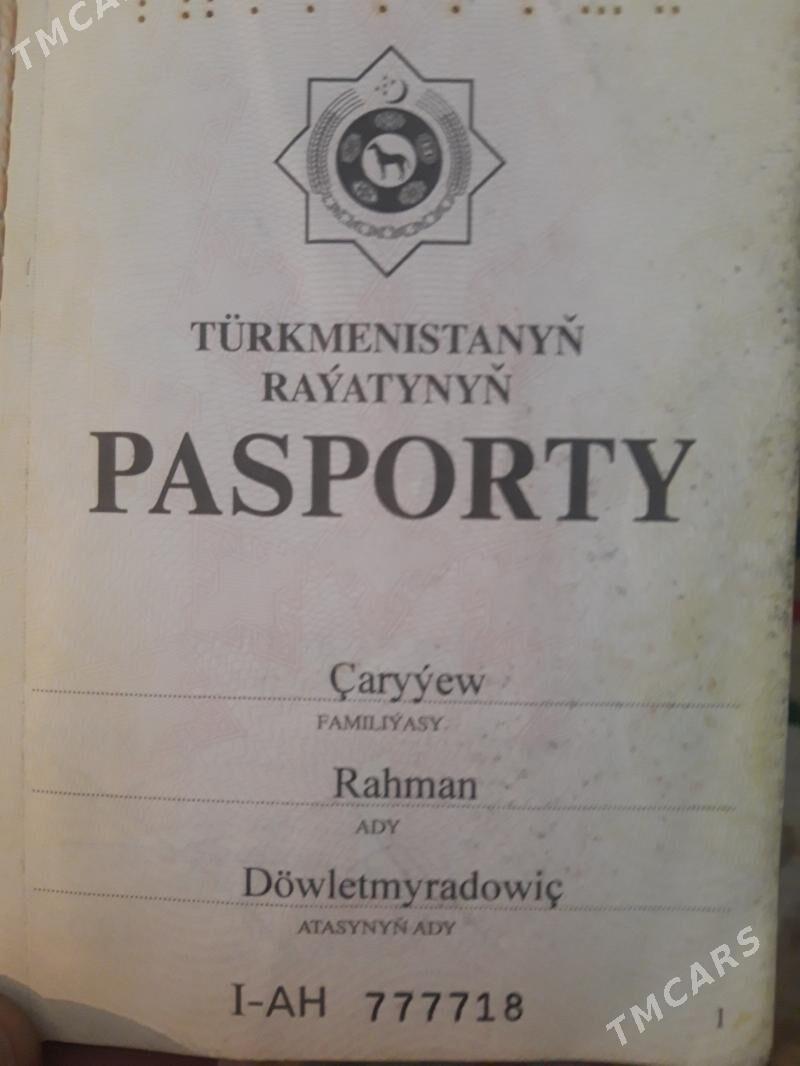 TMCARS
TÜRKMENISTANYŇ
RAÝATYNYŇ
PASPORTY
Çaryýew
FAMILIÝASY
Rahman
ADY
Döwletmyradowiç
ATASYNYŇ ADY
I-AH 777718
1
TMCARS